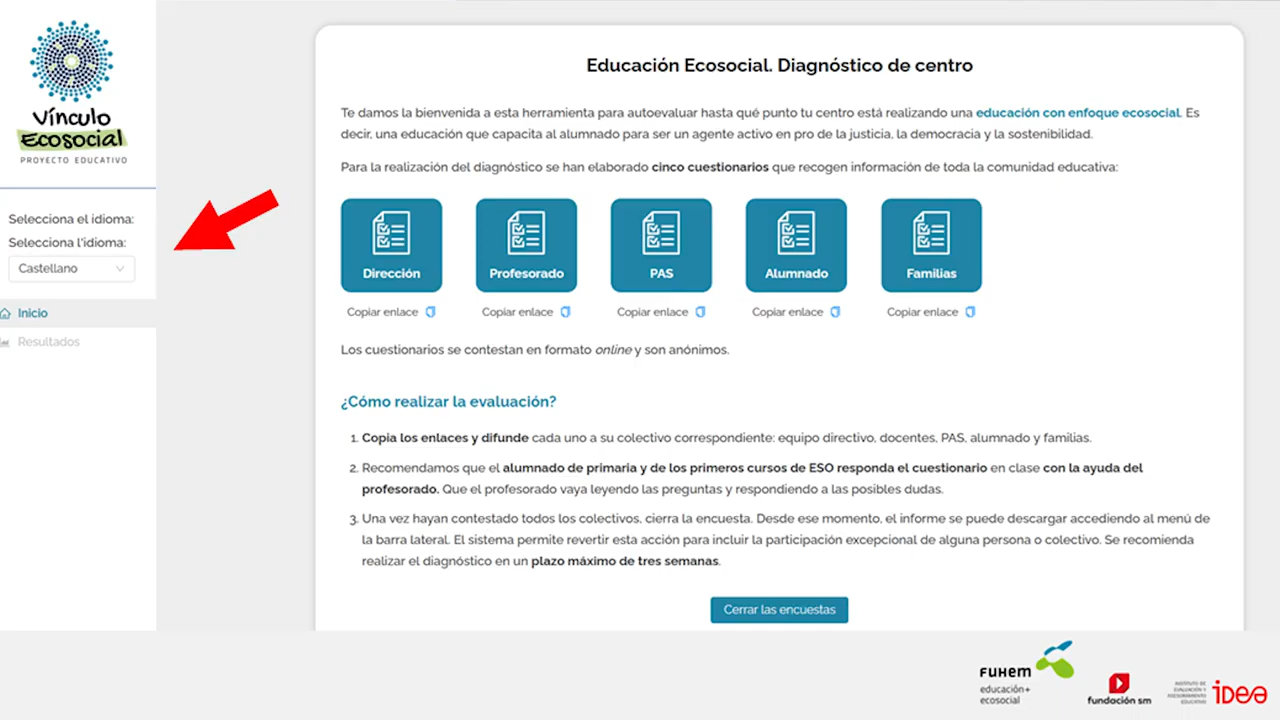 Vínculo
Ecosocial
PROYECTO EDUCATIVO
Selecciona el idioma:
Selecciona l'idioma:
Castellano
Inicio
Resultados
Educación Ecosocial. Diagnóstico de centro
Te damos la bienvenida a esta herramienta para autoevaluar hasta qué punto tu centro está realizando una educación con enfoque ecosocial. Es
decir, una educación que capacita al alumnado para ser un agente activo en pro de la justicia, la democracia y la sostenibilidad.
Para la realización del diagnóstico se han elaborado cinco cuestionarios que recogen información de toda la comunidad educativa:
Dirección
Profesorado
PAS
Alumnado
Familias
Copiar enlace
Copiar enlace
Copiar enlace
Copiar enlace
Copiar enlace
Los cuestionarios se contestan en formato online y son anónimos.
¿Cómo realizar la evaluación?
1. Copia los enlaces y difunde cada uno a su colectivo correspondiente: equipo directivo, docentes, PAS, alumnado y familias.
2. Recomendamos que el alumnado de primaria y de los primeros cursos de ESO responda el cuestionario en clase con la ayuda del
profesorado. Que el profesorado vaya leyendo las preguntas y respondiendo a las posibles dudas.
3. Una vez hayan contestado todos los colectivos, cierra la encuesta. Desde ese momento, el informe se puede descargar accediendo al menú de
la barra lateral. El sistema permite revertir esta acción para incluir la participación excepcional de alguna persona o colectivo. Se recomienda
realizar el diagnóstico en un plazo máximo de tres semanas.
Cerrar las encuestas
FUHEM
educación+
ecosocial
fundación sm
INSTITUTO DE
EVALUACIÓN Y
ASESORAMIENTO
EDUCATIVO
idea